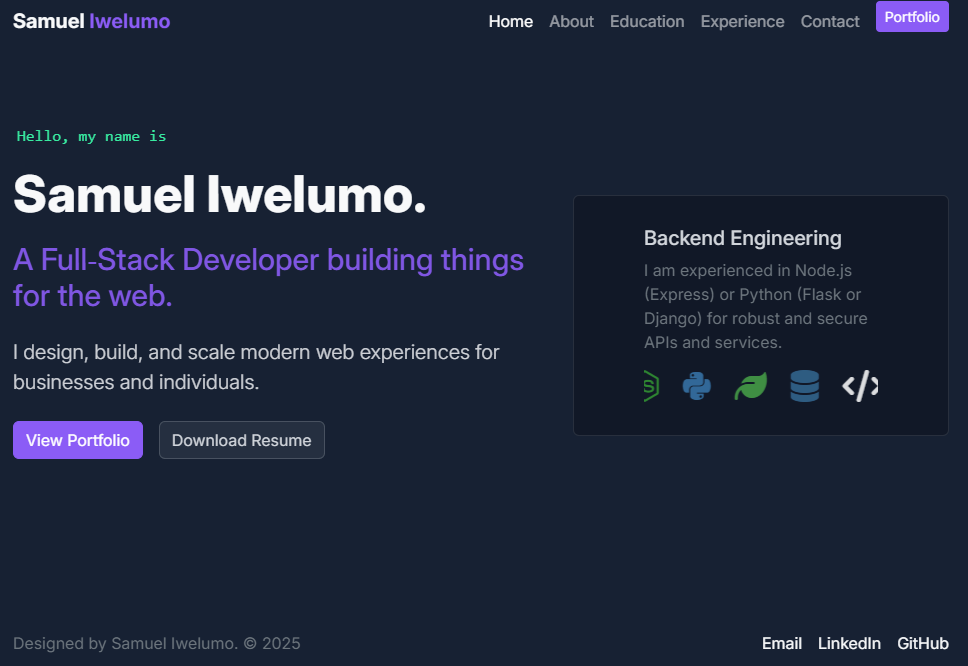 Samuel Iwelumo
Home About Education Experience Contact Portfolio
Hello, my name is
Samuel Iwelumo.
A Full-Stack Developer building things
for the web.
I design, build, and scale modern web experiences for
businesses and individuals.
View Portfolio Download Resume
Backend Engineering
I am experienced in Node.js
(Express) or Python (Flask or
Django) for robust and secure
APIs and services.
Designed by Samuel Iwelumo. © 2025
Email LinkedIn GitHub